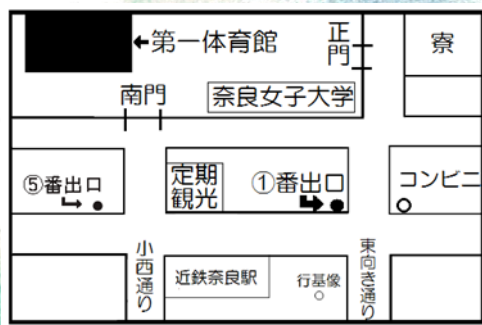 第一体育館
正門
寮
南門
奈良女子大学
⑤番出口
定期
観光
①番出口
コンビニ
小西通り
近鉄奈良駅
行基像
東向き通り